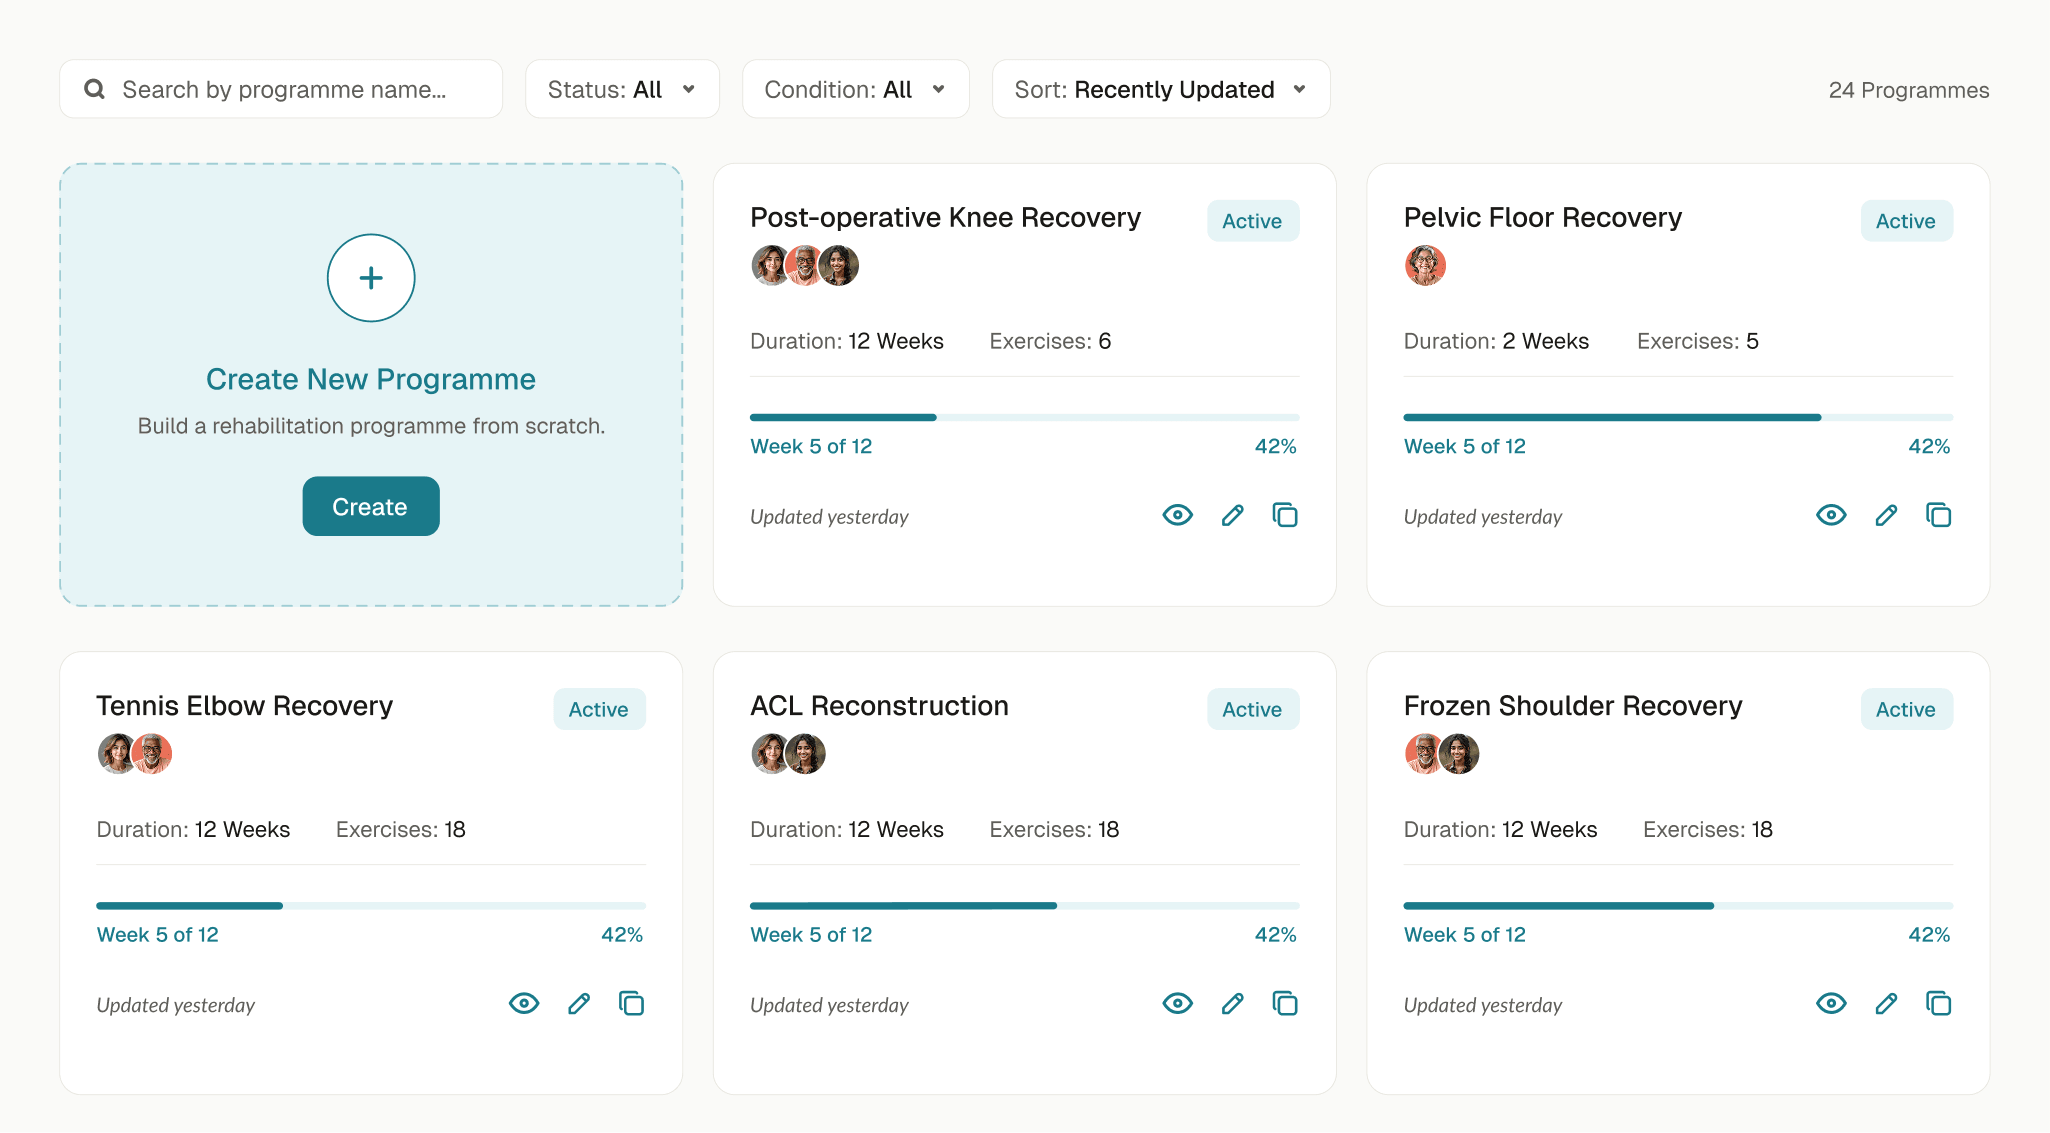 Search by programme name...
Status: All
Condition: All
Sort: Recently Updated
24 Programmes
Create New Programme
Build a rehabilitation programme from scratch.
Create
Post-operative Knee Recovery
Active
Duration: 12 Weeks
Exercises: 6
Week 5 of 12
42%
Updated yesterday
Pelvic Floor Recovery
Active
Duration: 2 Weeks
Exercises: 5
Week 5 of 12
42%
Updated yesterday
Tennis Elbow Recovery
Active
Duration: 12 Weeks
Exercises: 18
Week 5 of 12
42%
Updated yesterday
ACL Reconstruction
Active
Duration: 12 Weeks
Exercises: 18
Week 5 of 12
42%
Updated yesterday
Frozen Shoulder Recovery
Active
Duration: 12 Weeks
Exercises: 18
Week 5 of 12
42%
Updated yesterday